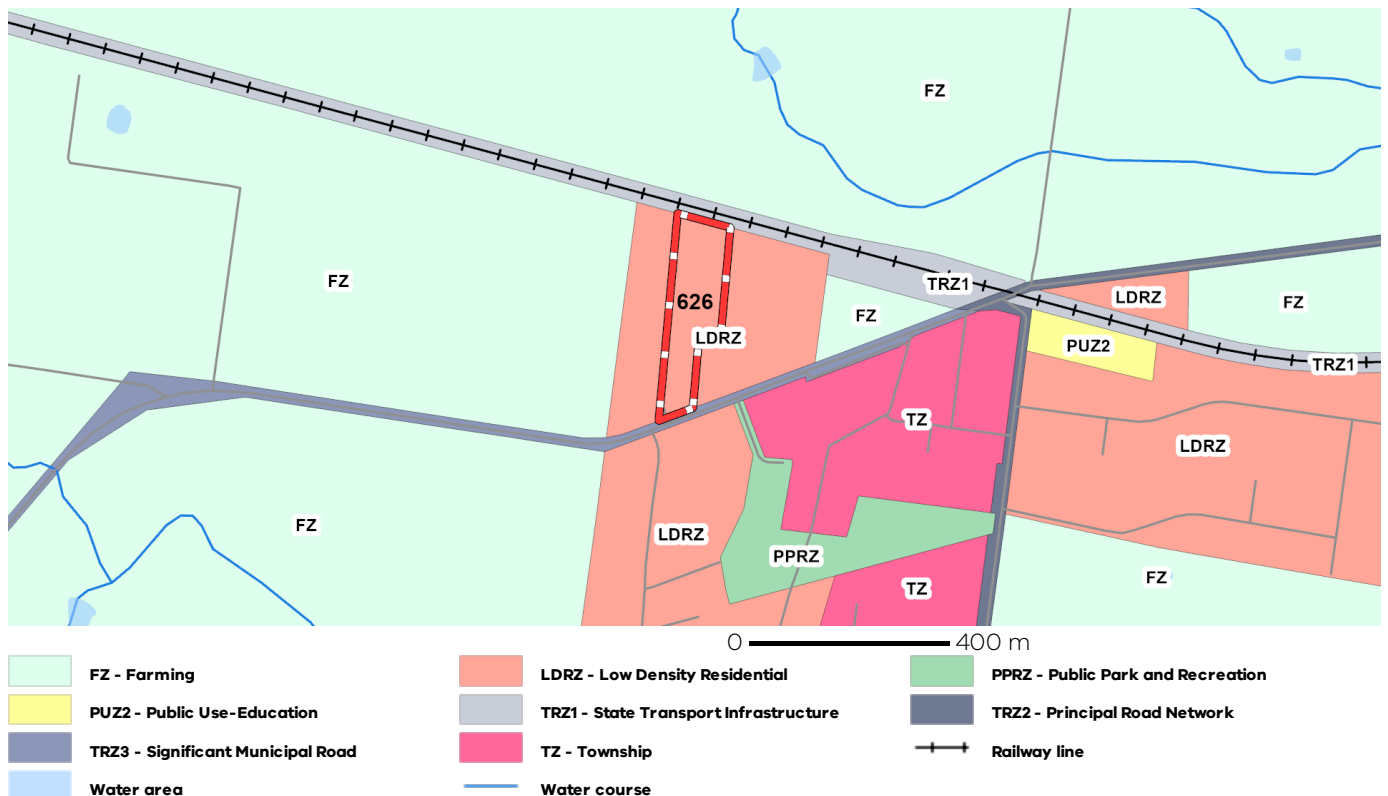 FZ
FZ
TRZ1
626
LDRZ
FZ
LDRZ
FZ
PUZ2
TRZ1
TZ
LDRZ
FZ
LDRZ
PPRZ
FZ
TZ
0 400 m
FZ - Farming
LDRZ - Low Density Residential
PPRZ - Public Park and Recreation
PUZ2 - Public Use-Education
TRZ1 - State Transport Infrastructure
TRZ2 - Principal Road Network
TRZ3 - Significant Municipal Road
TZ - Township
Railway line
Water area
Water course